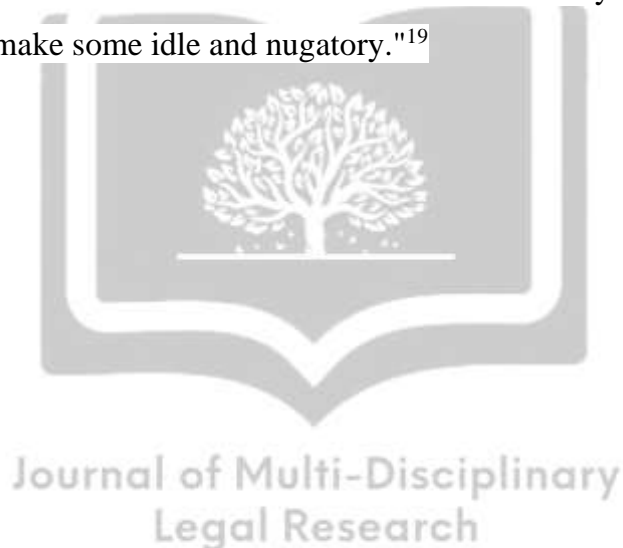 make some idle and nugatory."19
Journal of Multi-Disciplinary
Legal Research